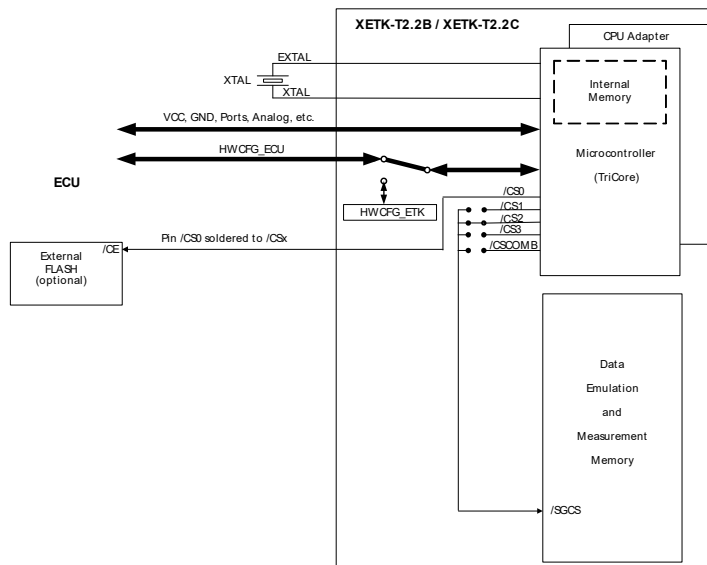 XETK-T2.2B / XETK-T2.2C
CPU Adapter
EXTAL
XTAL
XTAL
Internal
Memory
VCC, GND, Ports, Analog, etc.
HWCFG_ECU
Microcontroller
(TriCore)
ECU
/CS0
HWCFG_ETK
/CS1
/CS2
/CS3
/CSCOMB
Pin /CS0 soldered to /CSx
/CE
External
FLASH
(optional)
Data
Emulation
and
Measurement
Memory
/SGCS